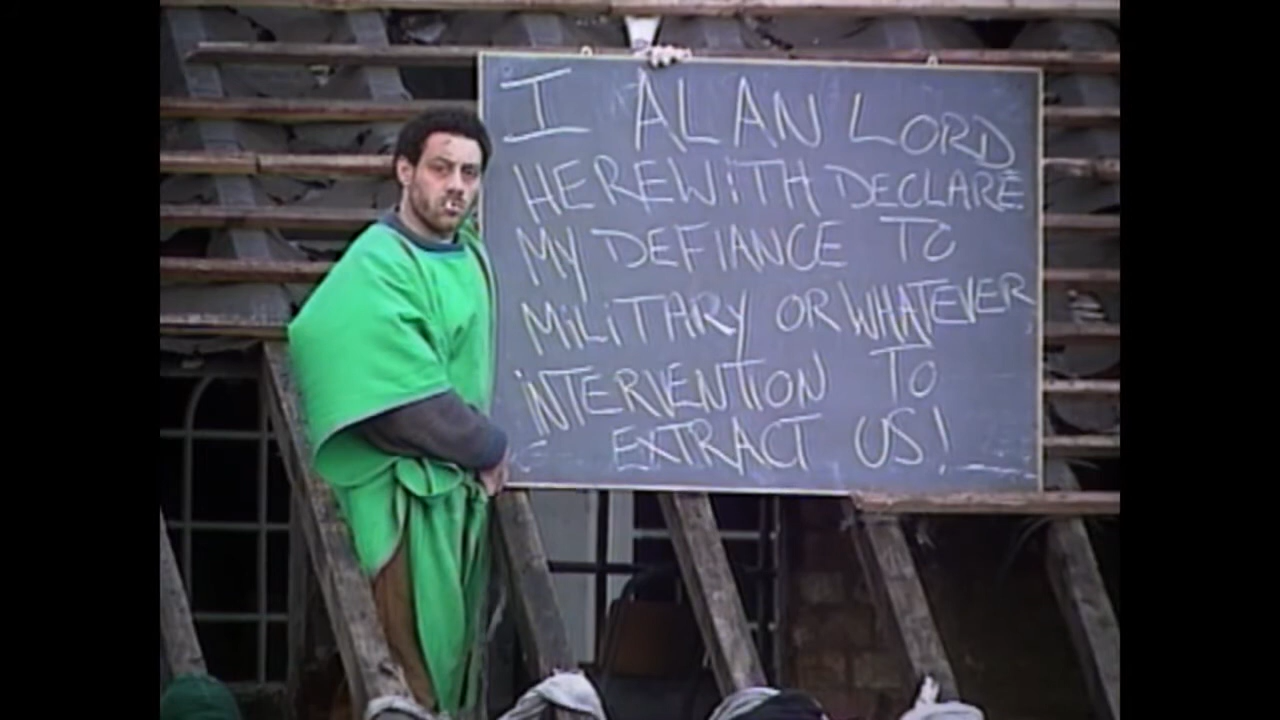 I ALAN LORD
HEREWITH DECLARE
MY DEFIANCE TO
MILITARY OR WHATEVER
INTERVENTION TO
EXTRACT US!